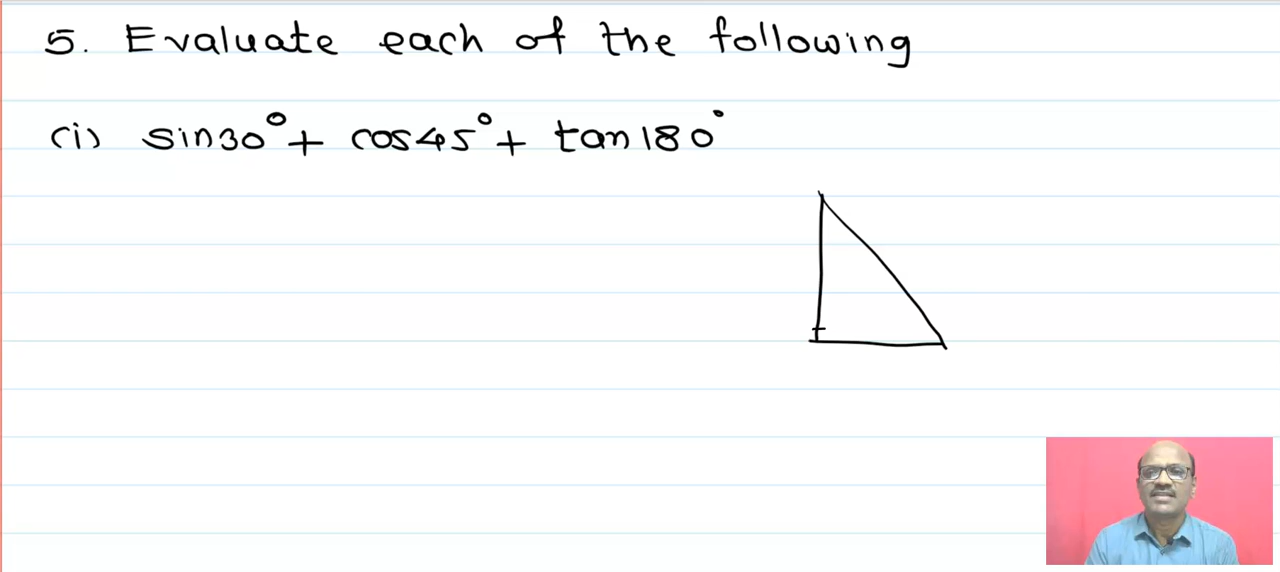 5. Evaluate each of the following
(i) sin30° + cos45° + tan180°